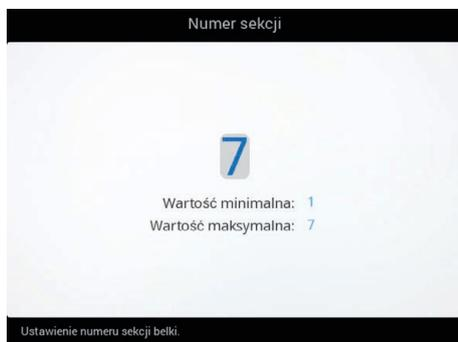 Numer sekcji
7
Wartość minimalna: 1
Wartość maksymalna: 7
Ustawienie numeru sekcji belki.